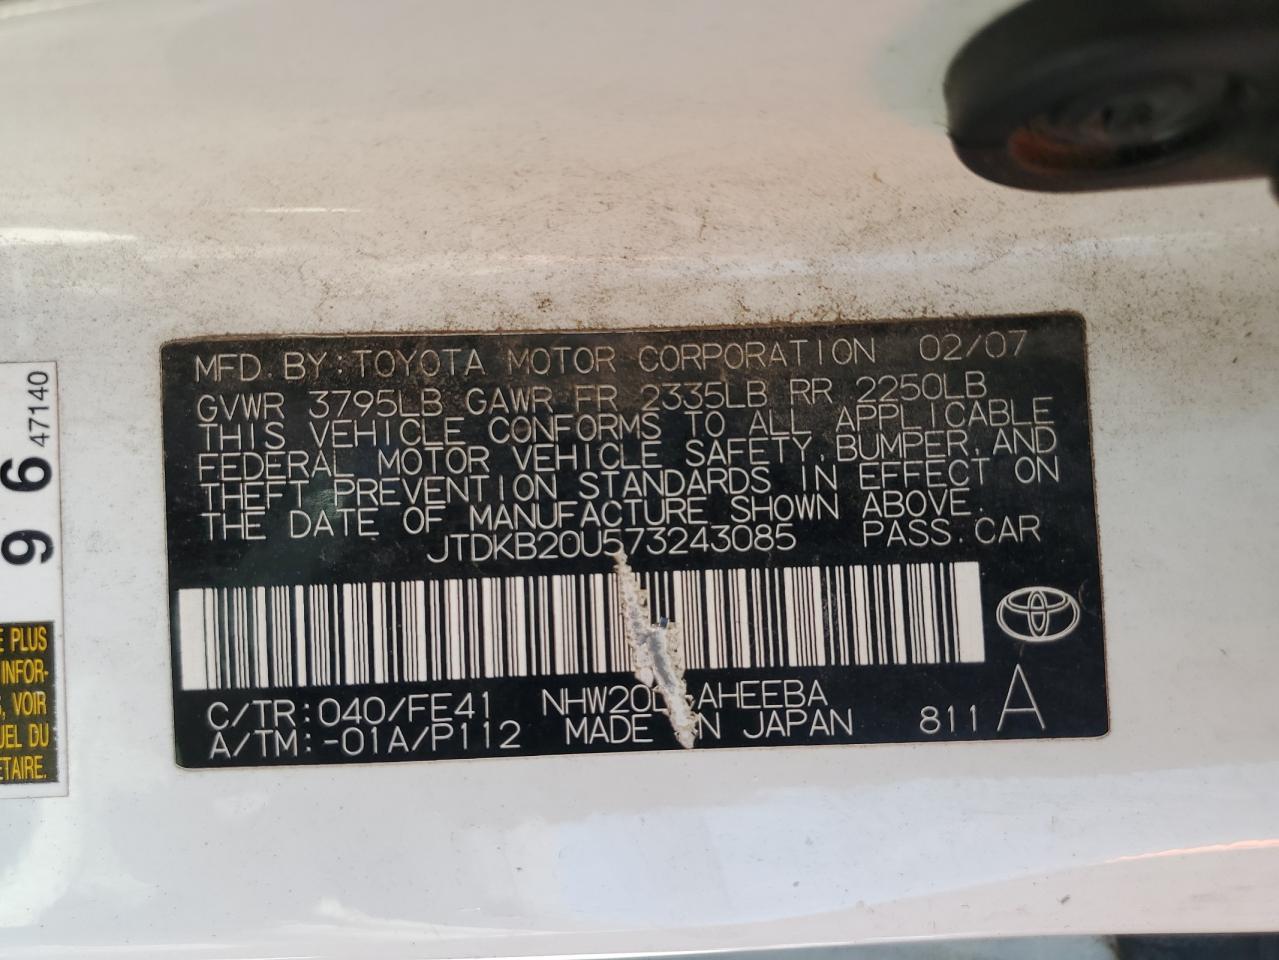 MFD. BY: TOYOTA MOTOR CORPORATION 02/07
GVWR 3795LB GAWR FR 2335LB RR 2250LB
THIS VEHICLE CONFORMS TO ALL APPLICABLE
FEDERAL MOTOR VEHICLE SAFETY, BUMPER, AND
THEFT PREVENTION STANDARDS IN EFFECT ON
THE DATE OF MANUFACTURE SHOWN ABOVE.
JTDKB20U573243085 PASS. CAR
C/TR: 040/FE41 AHEEBA
A/TM: -01A/P112 MADE IN JAPAN 811 A
96
47140
E PLUS
INFOR-
S, VOIR
UEL DU
ÉTAIRE.